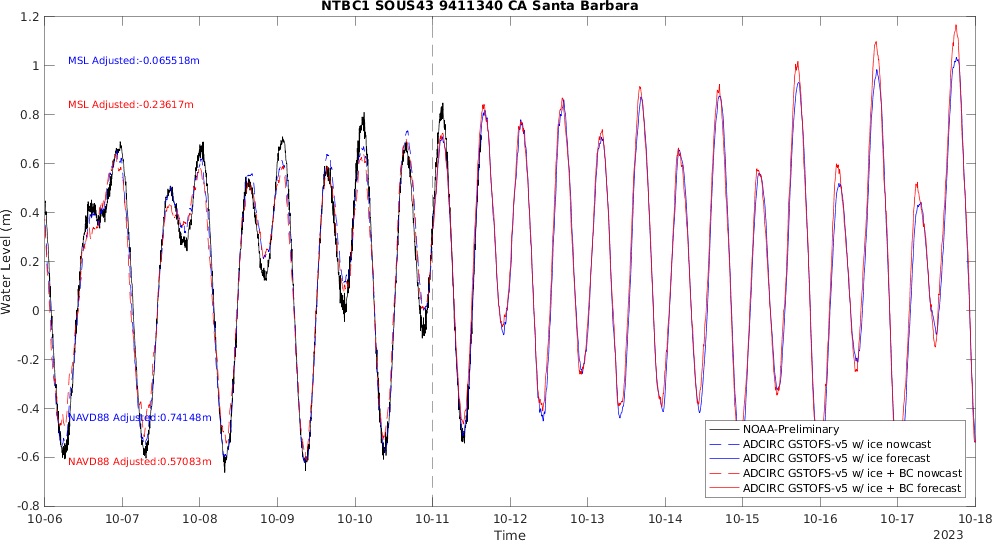 NTBC1 SOUS43 9411340 CA Santa Barbara
1.2
1
0.8
0.6
0.4
0.2
0
-0.2
-0.4
-0.6
-0.8
Water Level (m)
MSL Adjusted:-0.065518m
MSL Adjusted:-0.23617m
NAVD88 Adjusted:0.74148m
NAVD88 Adjusted:0.57083m
NOAA-Preliminary
ADCIRC GSTOFS-v5 w/ ice nowcast
ADCIRC GSTOFS-v5 w/ ice forecast
ADCIRC GSTOFS-v5 w/ ice + BC nowcast
ADCIRC GSTOFS-v5 w/ ice + BC forecast
10-06 10-07 10-08 10-09 10-10 10-11 10-12 10-13 10-14 10-15 10-16 10-17 10-18
Time
2023